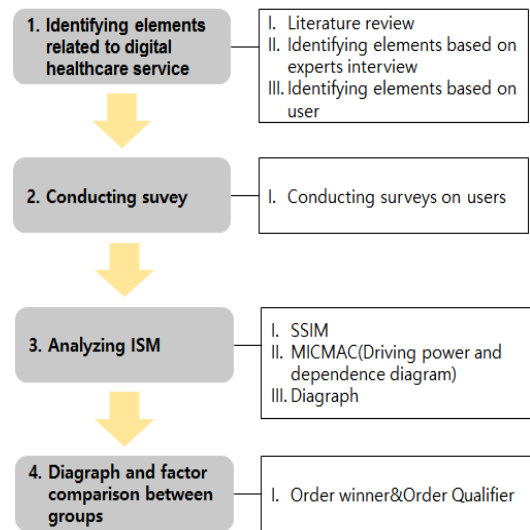 1. Identifying elements
related to digital
healthcare service
I. Literature review
II. Identifying elements based on
experts interview
III. Identifying elements based on
user
2. Conducting suvey
I. Conducting surveys on users
3. Analyzing ISM
I. SSIM
II. MICMAC(Driving power and
dependence diagram)
III. Diagraph
4. Diagraph and factor
comparison between
groups
I. Order winner&Order Qualifier